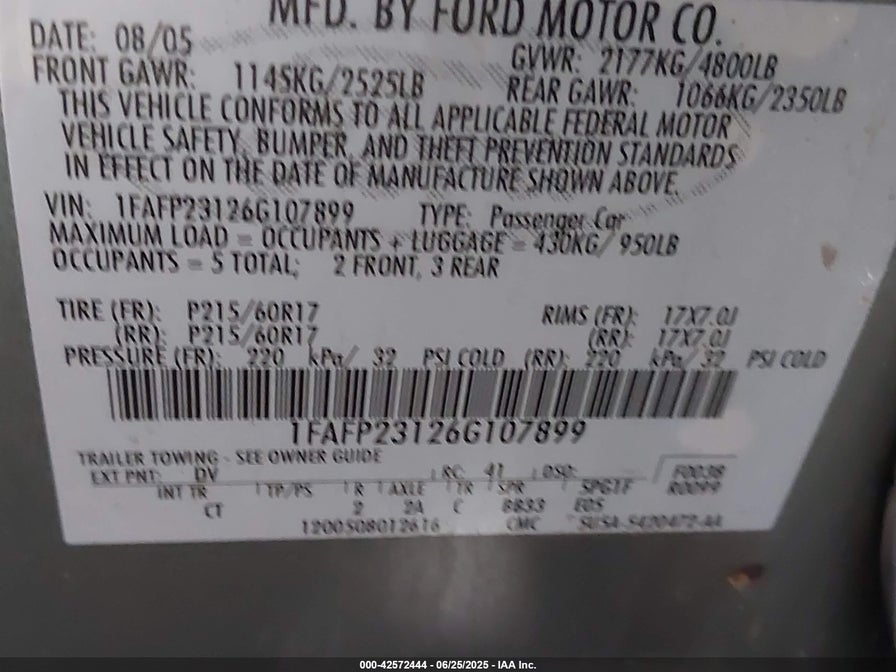 MFD. BY FORD MOTOR CO.
DATE: 08/05 GVWR: 2177KG/4800LB
FRONT GAWR: 1145KG/2525LB REAR GAWR: 1066KG/2350LB
THIS VEHICLE CONFORMS TO ALL APPLICABLE FEDERAL MOTOR
VEHICLE SAFETY, BUMPER, AND THEFT PREVENTION STANDARDS
IN EFFECT ON THE DATE OF MANUFACTURE SHOWN ABOVE.
VIN: 1FAFP23126G107899 TYPE: Passenger Car
MAXIMUM LOAD = OCCUPANTS + LUGGAGE = 430KG/ 950LB
OCCUPANTS = 5 TOTAL; 2 FRONT, 3 REAR
TIRE (FR): P215/60R17 RIMS (FR): 17X7.0J
(RR): P215/60R17 (RR): 17X7.0J
PRESSURE (FR): 220 kPa/ 32 PSI COLD (RR): 220 kPa/ 32 PSI COLD
1FAFP23126G107899
TRAILER TOWING - SEE OWNER GUIDE
EXT PNT: DV RC: 41 DSO: F0038
INT TR TP/PS R AXLE TR SPR SPGTF R0099
CT 2 2A C BB33 E05
1200508012616 CMC 5U5A-5420472-AA
000-42572444 - 06/25/2025 - IAA Inc.